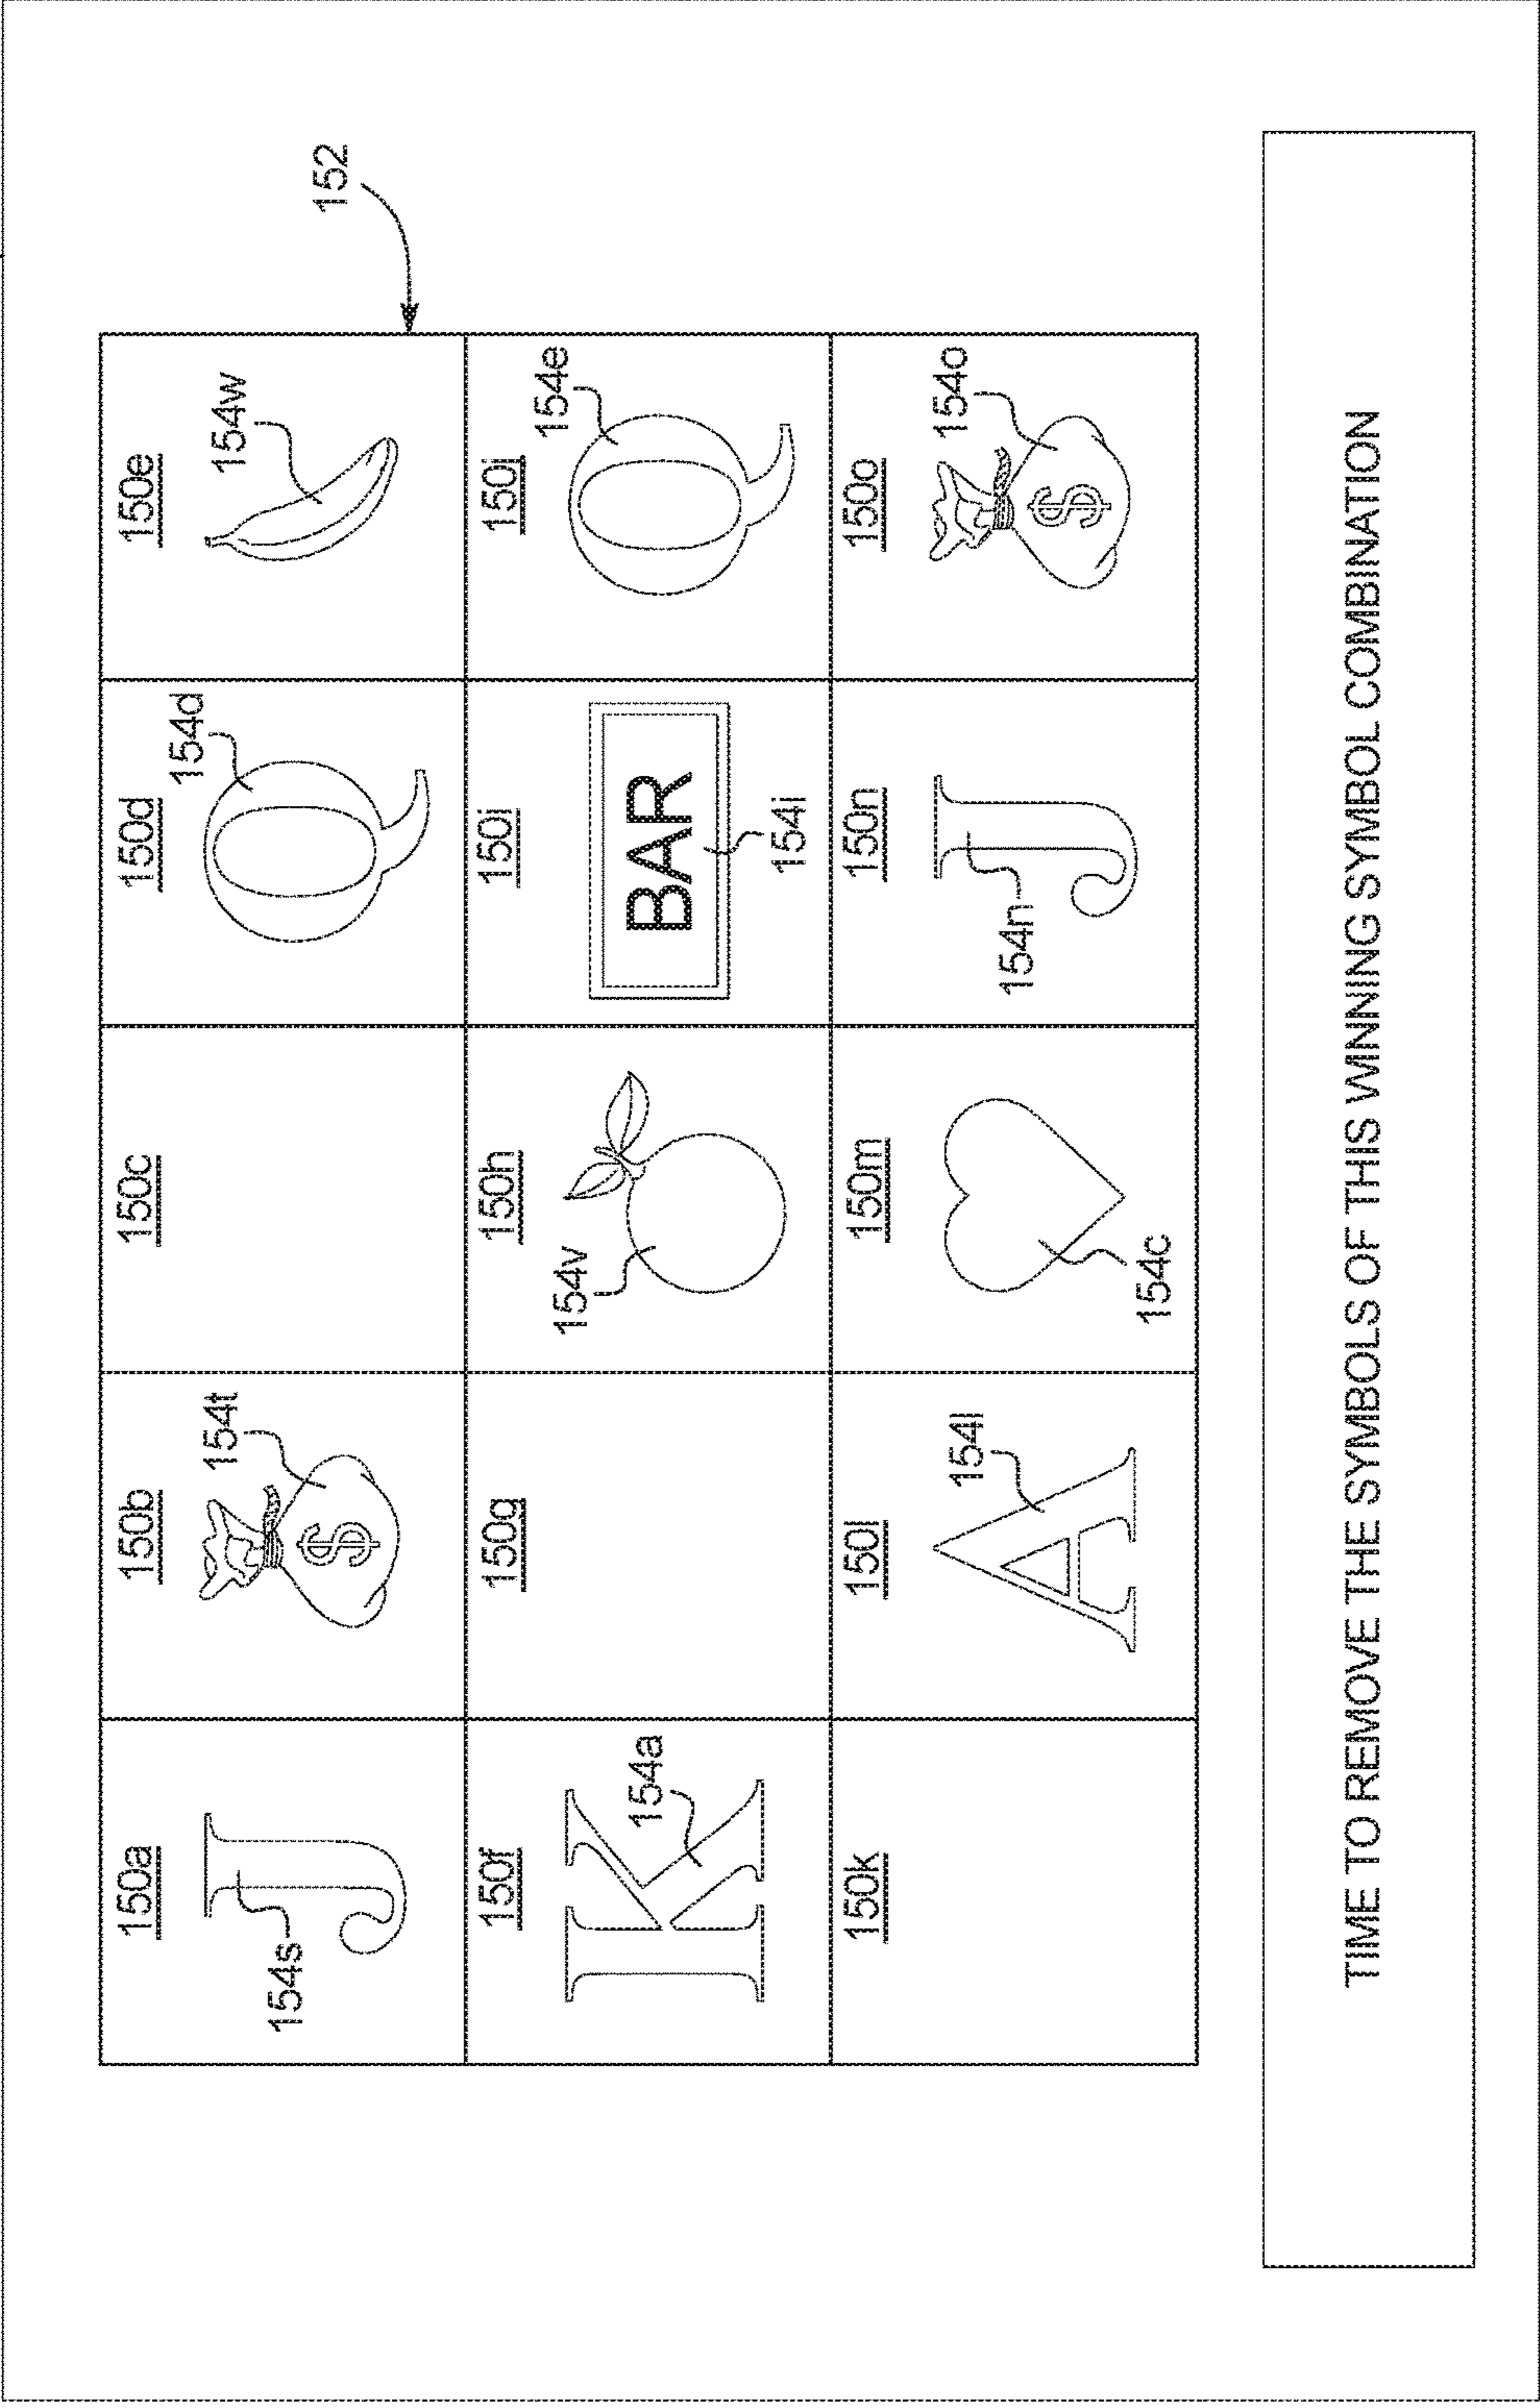 152
150a 150b 150c 150d 150e
154s J 154t $ 154d Q 154w
150f 150g 150h 150i 150j
K 154a 154v BAR 154i 154e Q
150k 150l 150m 150n 150o
A 154l 154c 154n J 154o $
TIME TO REMOVE THE SYMBOLS OF THIS WINNING SYMBOL COMBINATION